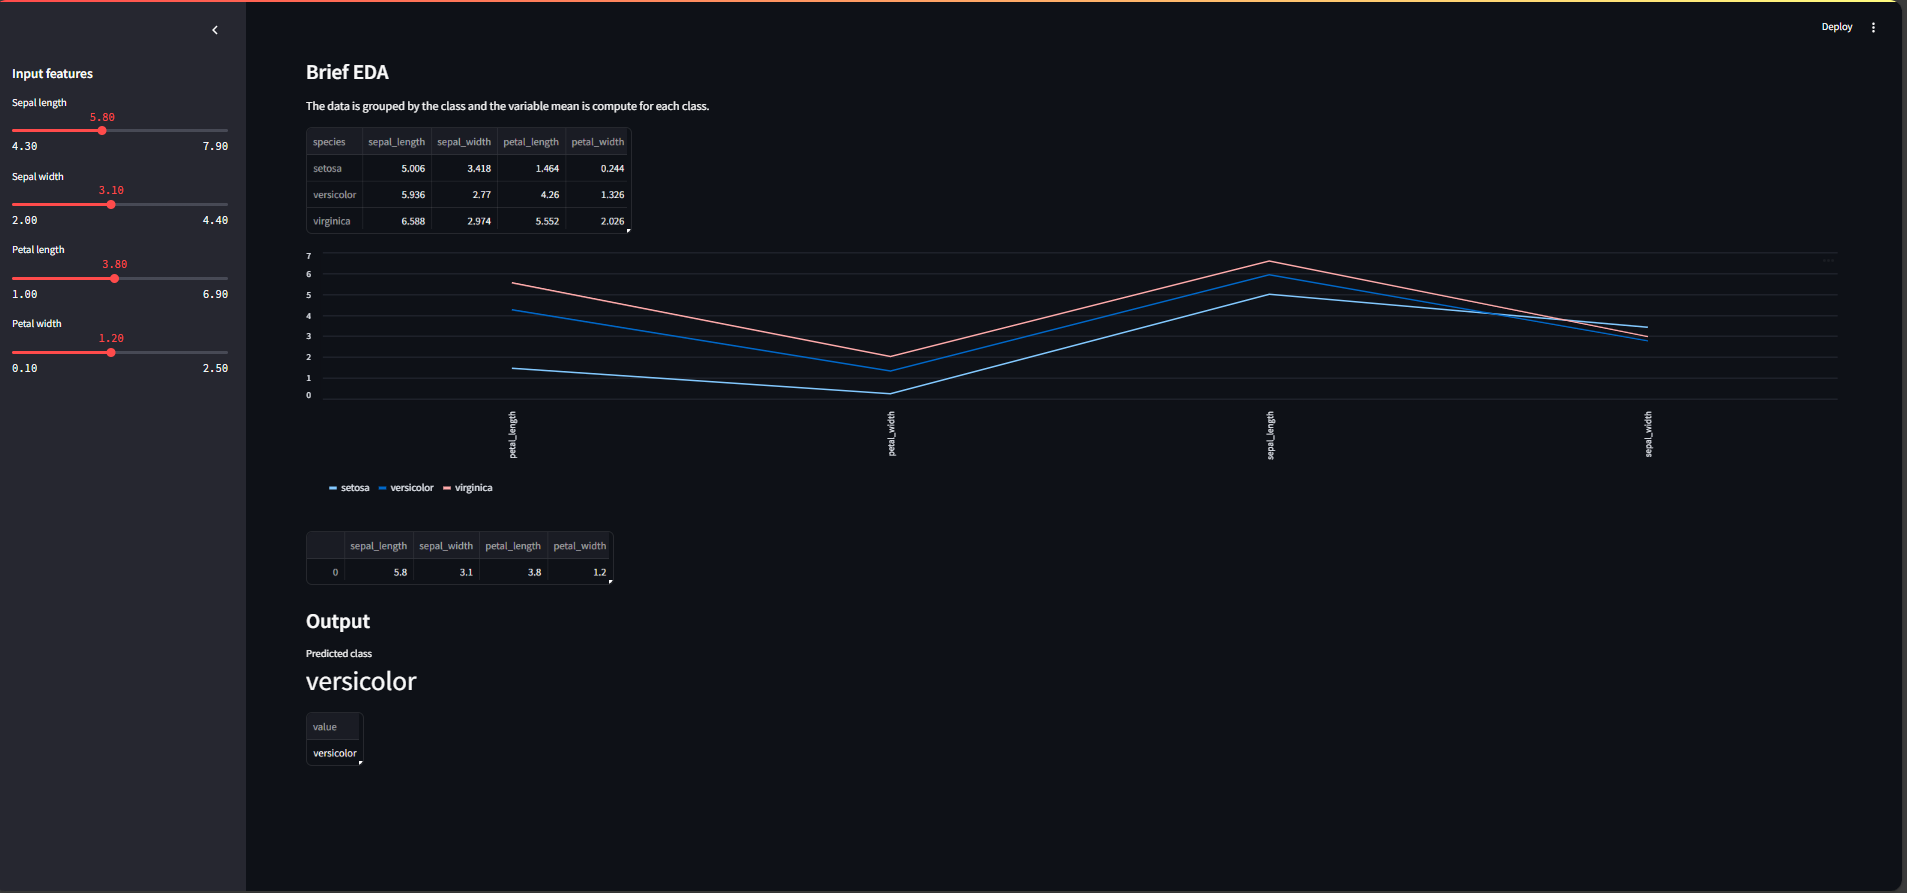 Deploy
Input features
Sepal length
5.80
4.30 7.90
Sepal width
3.10
2.00 4.40
Petal length
3.80
1.00 6.90
Petal width
1.20
0.10 2.50
Brief EDA
The data is grouped by the class and the variable mean is compute for each class.
species sepal_length sepal_width petal_length petal_width
setosa 5.006 3.418 1.464 0.244
versicolor 5.936 2.77 4.26 1.326
virginica 6.588 2.974 5.552 2.026
7
6
5
4
3
2
1
0
petal_length petal_width sepal_length sepal_width
setosa versicolor virginica
sepal_length sepal_width petal_length petal_width
0 5.8 3.1 3.8 1.2
Output
Predicted class
versicolor
value
versicolor